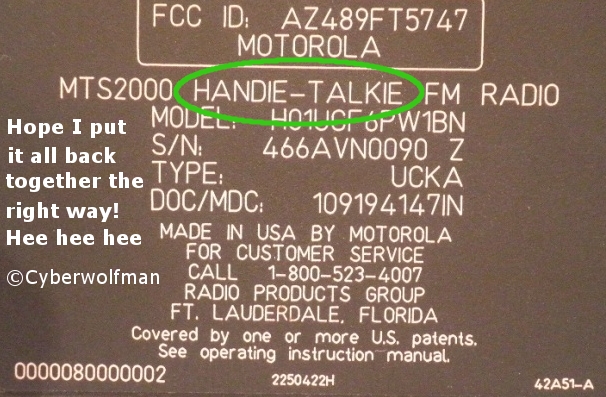 FCC ID: AZ489FT5747
MOTOROLA
MTS2000 HANDIE-TALKIE FM RADIO
MODEL: H01UCF6PW1BN
S/N: 466AVN0090 Z
TYPE: UCKA
DOC/MDC: 109194147IN
MADE IN USA BY MOTOROLA
FOR CUSTOMER SERVICE
CALL 1-800-523-4007
RADIO PRODUCTS GROUP
FT. LAUDERDALE, FLORIDA
Covered by one or more U.S. patents.
See operating instruction manual.
0000080000002
2250422H
42A51-A
Hope I put
it all back
together the
right way!
Hee hee hee
©Cyberwolfman